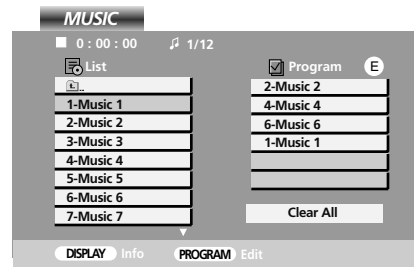 MUSIC
0 : 00 : 00 1/12
List
..
1-Music 1
2-Music 2
3-Music 3
4-Music 4
5-Music 5
6-Music 6
7-Music 7
Program E
2-Music 2
4-Music 4
6-Music 6
1-Music 1
Clear All
DISPLAY Info PROGRAM Edit